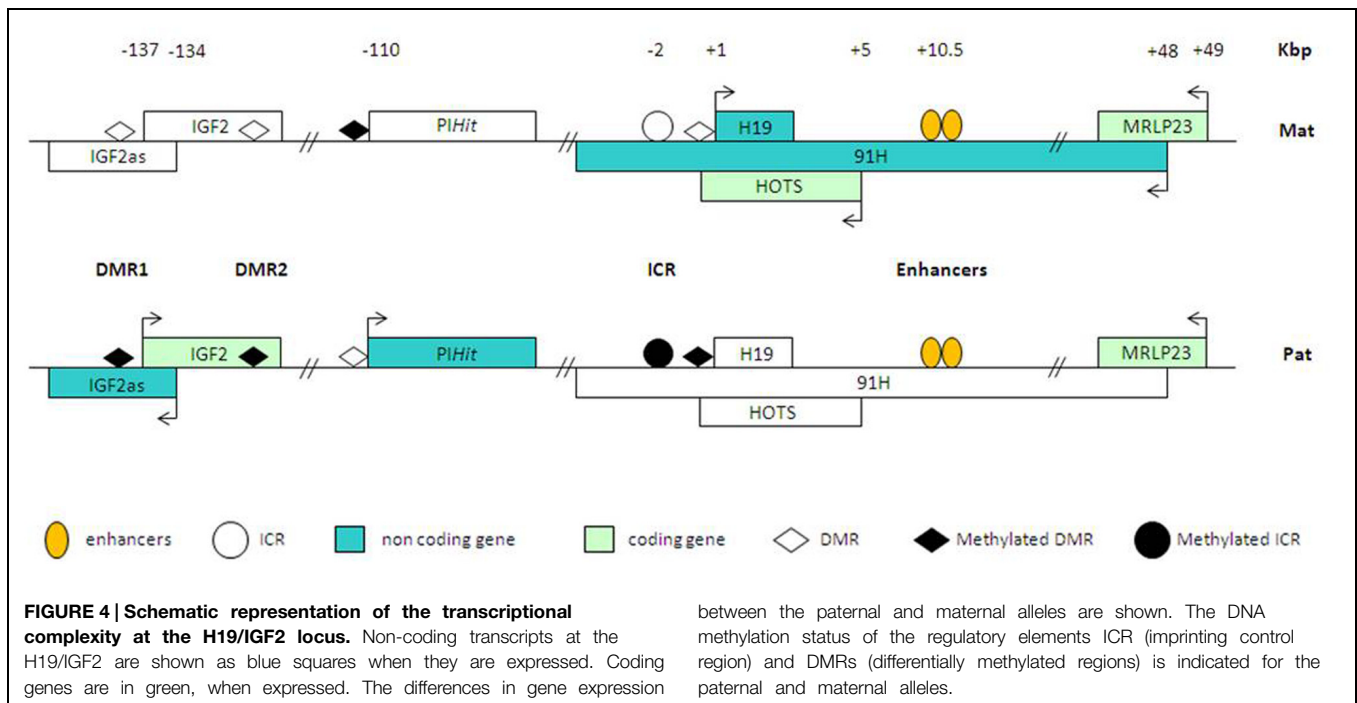 -137 -134 -110 -2 +1 +5 +10.5 +48 +49 Kbp
IGF2 PIHit H19 MRLP23 Mat
IGF2as 91H
HOTS
DMR1 DMR2 ICR Enhancers
IGF2 PIHit H19 MRLP23 Pat
IGF2as 91H
HOTS
enhancers ICR non coding gene coding gene DMR Methylated DMR Methylated ICR
FIGURE 4 | Schematic representation of the transcriptional
complexity at the H19/IGF2 locus. Non-coding transcripts at the
H19/IGF2 are shown as blue squares when they are expressed. Coding
genes are in green, when expressed. The differences in gene expression
between the paternal and maternal alleles are shown. The DNA
methylation status of the regulatory elements ICR (imprinting control
region) and DMRs (differentially methylated regions) is indicated for the
paternal and maternal alleles.